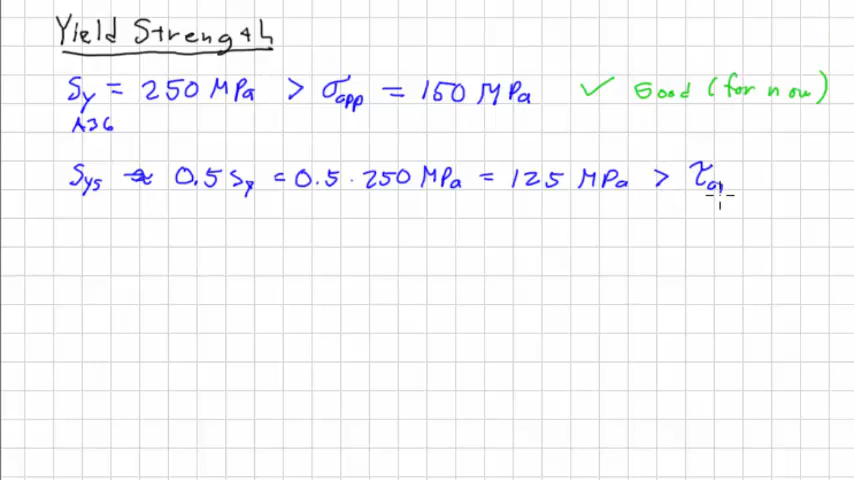 Yield Strength
Sy = 250 MPa > σapp = 150 MPa ✓ Good (for now)
A36
Sys ≈ 0.5 Sy = 0.5 · 250 MPa = 125 MPa > τa